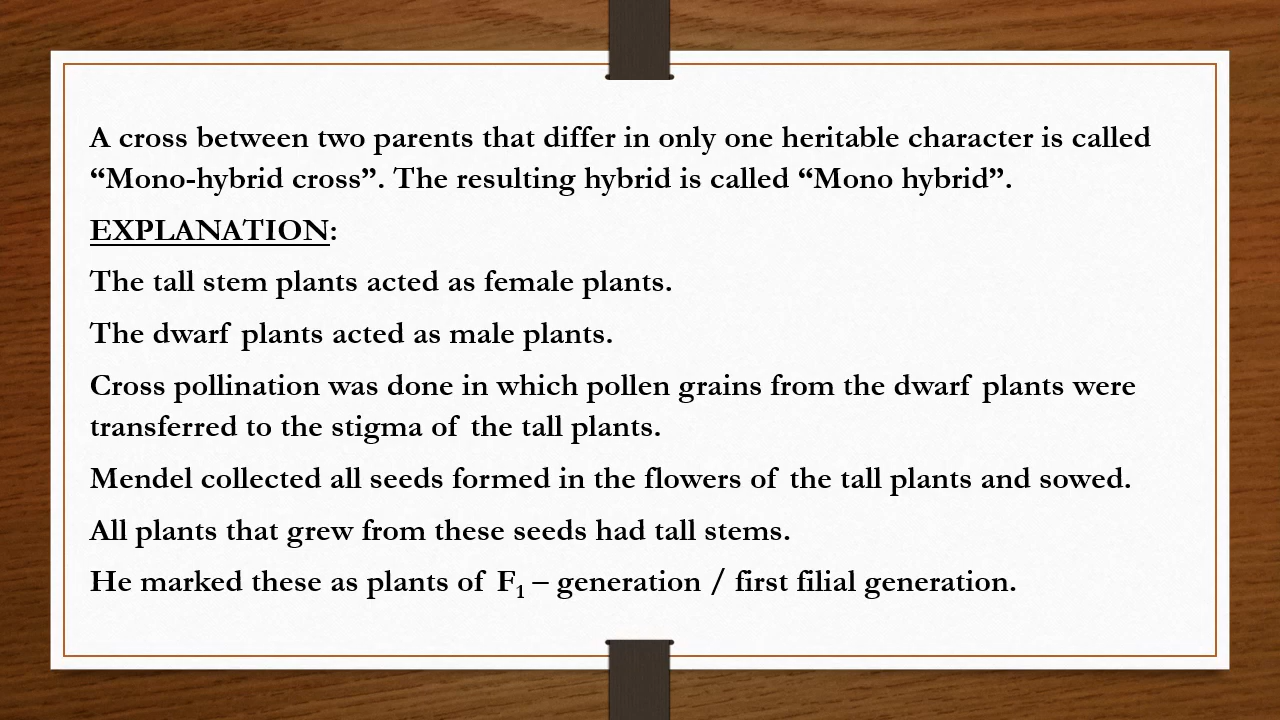 A cross between two parents that differ in only one heritable character is called
“Mono-hybrid cross”. The resulting hybrid is called “Mono hybrid”.
EXPLANATION:
The tall stem plants acted as female plants.
The dwarf plants acted as male plants.
Cross pollination was done in which pollen grains from the dwarf plants were
transferred to the stigma of the tall plants.
Mendel collected all seeds formed in the flowers of the tall plants and sowed.
All plants that grew from these seeds had tall stems.
He marked these as plants of F₁ – generation / first filial generation.